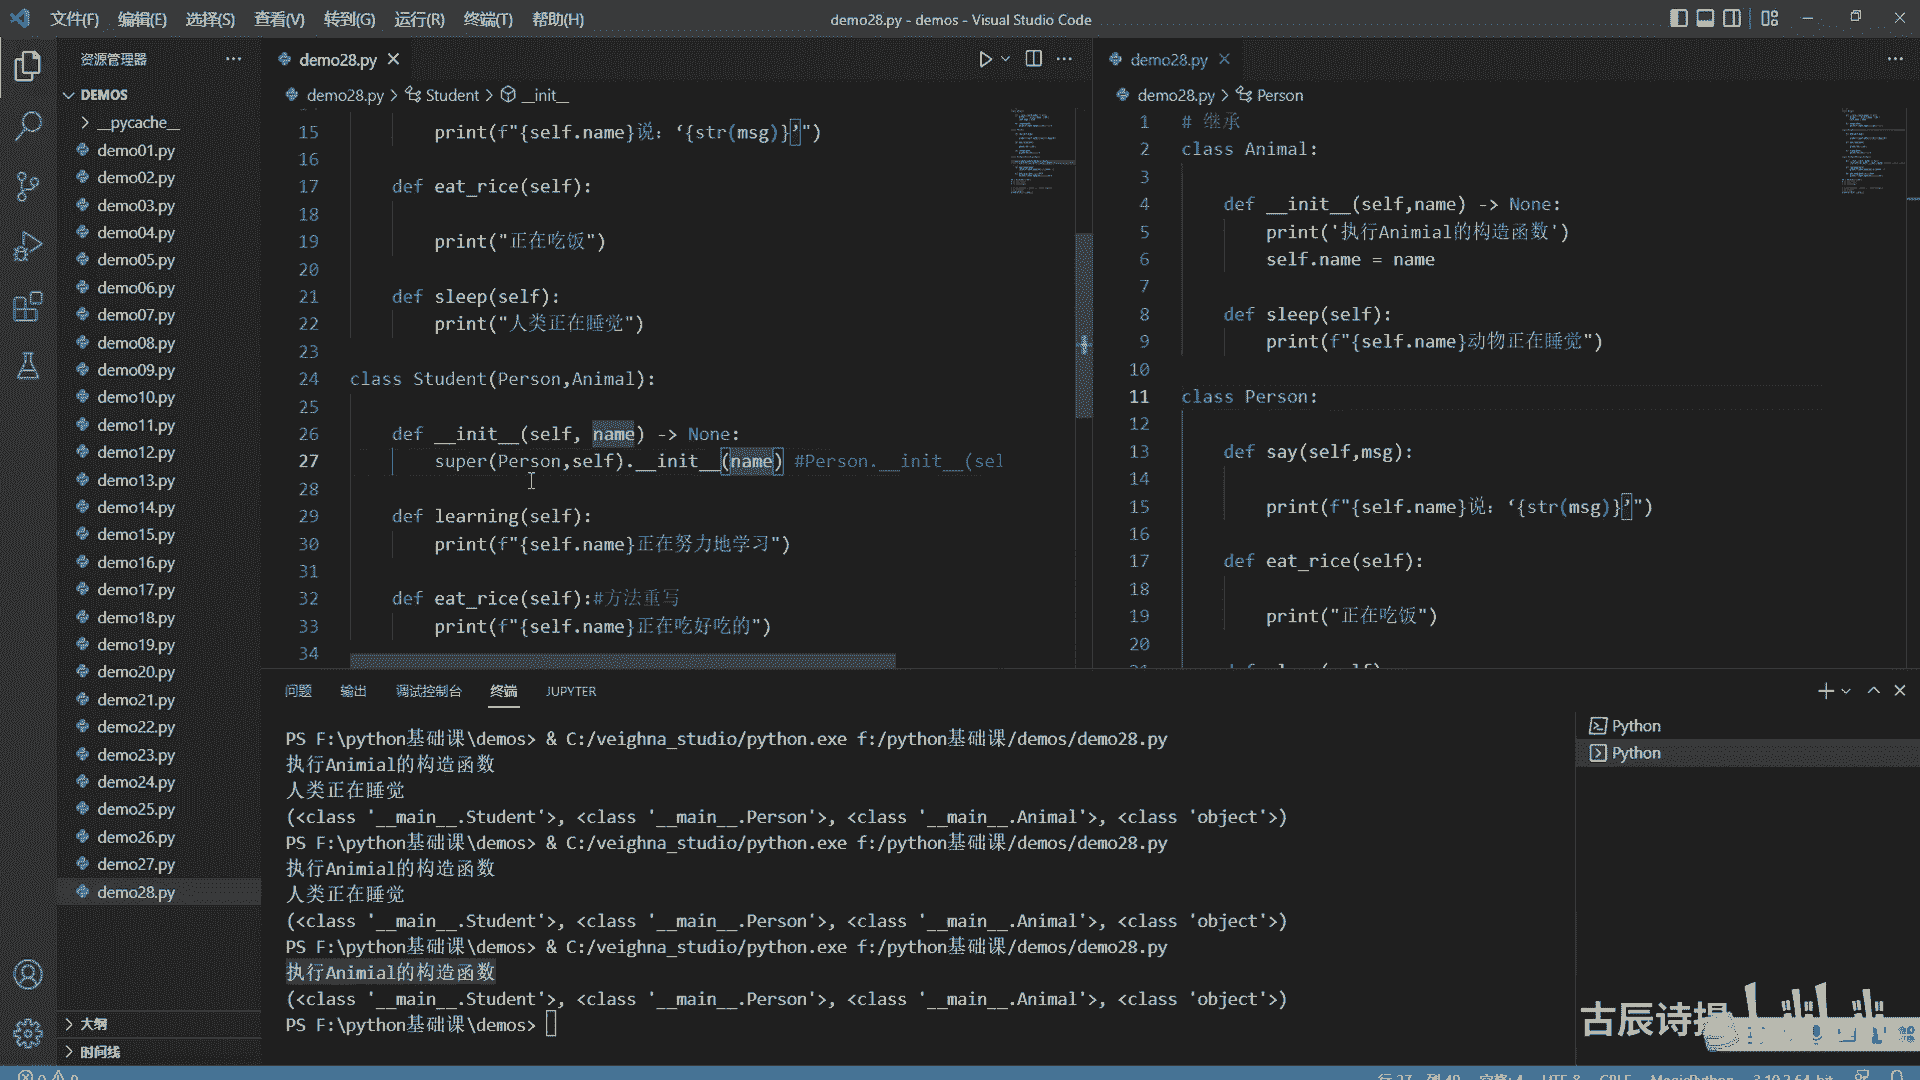 文件(F) 编辑(E) 选择(S) 查看(V) 转到(G) 运行(R) 终端(T) 帮助(H)
demo28.py - demos - Visual Studio Code
资源管理器
DEMOS
__pycache__
demo01.py
demo02.py
demo03.py
demo04.py
demo05.py
demo06.py
demo07.py
demo08.py
demo09.py
demo10.py
demo11.py
demo12.py
demo13.py
demo14.py
demo15.py
demo16.py
demo17.py
demo18.py
demo19.py
demo20.py
demo21.py
demo22.py
demo23.py
demo24.py
demo25.py
demo26.py
demo27.py
demo28.py
大纲
时间线
demo28.py
demo28.py > Student > __init__
15 print(f"{self.name}说：‘{str(msg)}’")
16
17 def eat_rice(self):
18
19 print("正在吃饭")
20
21 def sleep(self):
22 print("人类正在睡觉")
23
24 class Student(Person,Animal):
25
26 def __init__(self, name) -> None:
27 super(Person,self).__init__(name) #Person.__init__(sel
28
29 def learning(self):
30 print(f"{self.name}正在努力地学习")
31
32 def eat_rice(self):#方法重写
33 print(f"{self.name}正在吃好吃的")
34
demo28.py
demo28.py > Person
1 # 继承
2 class Animal:
3
4 def __init__(self,name) -> None:
5 print('执行Animial的构造函数')
6 self.name = name
7
8 def sleep(self):
9 print(f"{self.name}动物正在睡觉")
10
11 class Person:
12
13 def say(self,msg):
14
15 print(f"{self.name}说：‘{str(msg)}’")
16
17 def eat_rice(self):
18
19 print("正在吃饭")
20
问题 输出 调试控制台 终端 JUPYTER
PS F:\python基础课\demos> & C:/veighna_studio/python.exe f:/python基础课/demos/demo28.py
执行Animial的构造函数
人类正在睡觉
(<class '__main__.Student'>, <class '__main__.Person'>, <class '__main__.Animal'>, <class 'object'>)
PS F:\python基础课\demos> & C:/veighna_studio/python.exe f:/python基础课/demos/demo28.py
执行Animial的构造函数
人类正在睡觉
(<class '__main__.Student'>, <class '__main__.Person'>, <class '__main__.Animal'>, <class 'object'>)
PS F:\python基础课\demos> & C:/veighna_studio/python.exe f:/python基础课/demos/demo28.py
执行Animial的构造函数
(<class '__main__.Student'>, <class '__main__.Person'>, <class '__main__.Animal'>, <class 'object'>)
PS F:\python基础课\demos>
Python
Python
古辰诗提